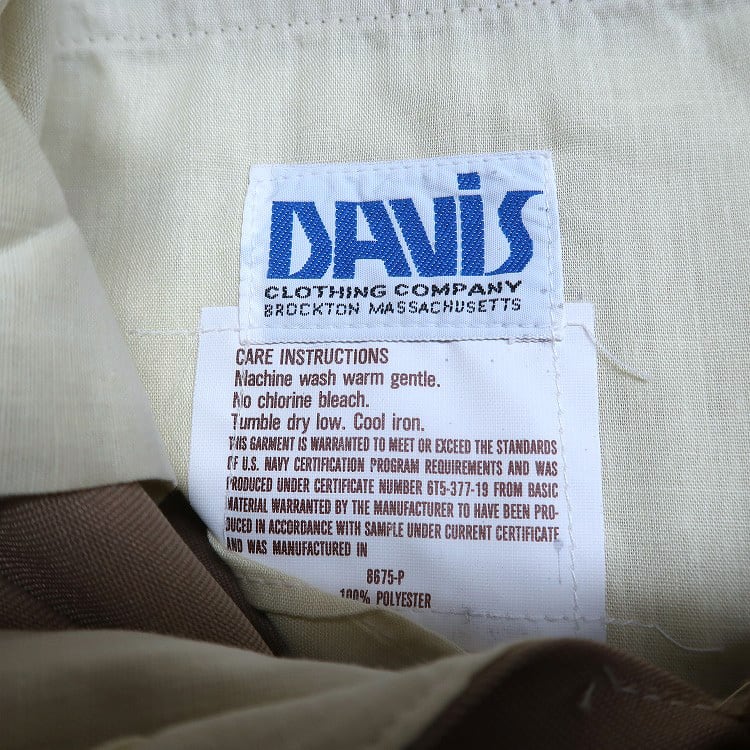 DAViS
CLOTHING COMPANY
BROCKTON MASSACHUSETTS
CARE INSTRUCTIONS
Machine wash warm gentle.
No chlorine bleach.
Tumble dry low. Cool iron.
THIS GARMENT IS WARRANTED TO MEET OR EXCEED THE STANDARDS
OF U.S. NAVY CERTIFICATION PROGRAM REQUIREMENTS AND WAS
PRODUCED UNDER CERTIFICATE NUMBER 615-377-19 FROM BASIC
MATERIAL WARRANTED BY THE MANUFACTURER TO HAVE BEEN PRO-
DUCED IN ACCORDANCE WITH SAMPLE UNDER CURRENT CERTIFICATE
AND WAS MANUFACTURED IN
8675-P
100% POLYESTER